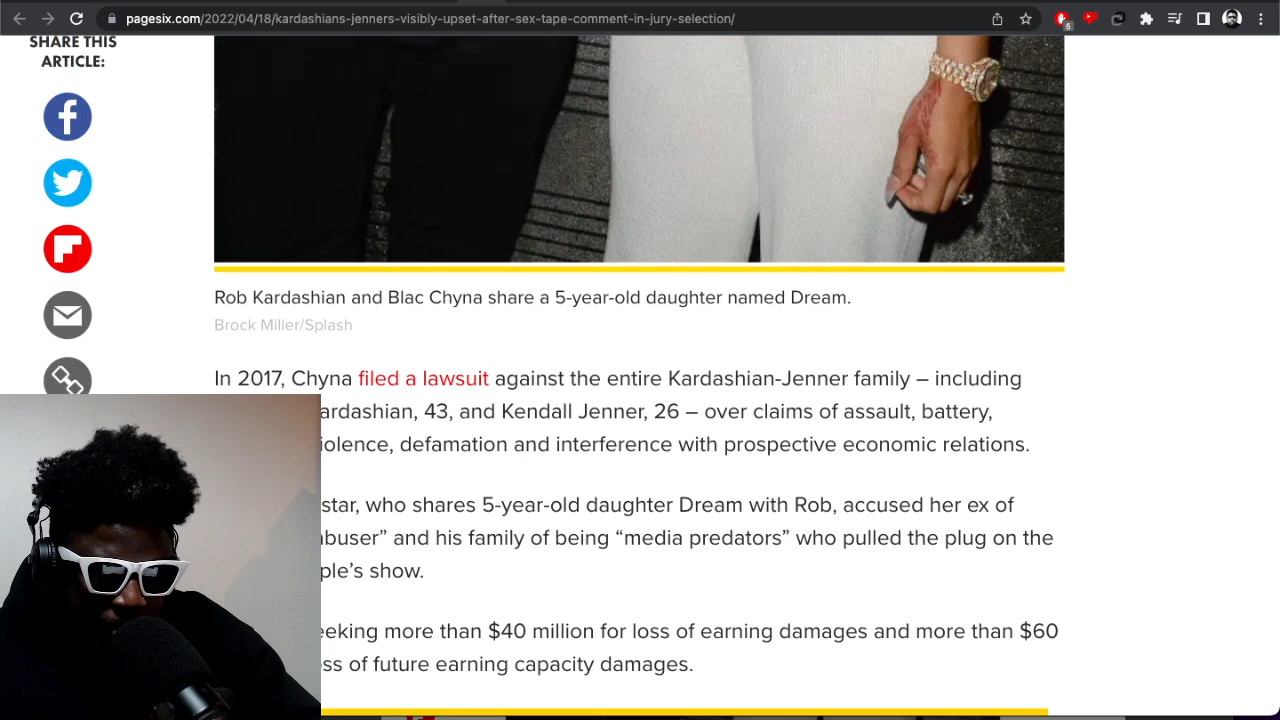 pagesix.com/2022/04/18/kardashians-jenners-visibly-upset-after-sex-tape-comment-in-jury-selection/
5
SHARE THIS
ARTICLE:
Rob Kardashian and Blac Chyna share a 5-year-old daughter named Dream.
Brock Miller/Splash
In 2017, Chyna filed a lawsuit against the entire Kardashian-Jenner family – including
ardashian, 43, and Kendall Jenner, 26 – over claims of assault, battery,
iolence, defamation and interference with prospective economic relations.
star, who shares 5-year-old daughter Dream with Rob, accused her ex of
abuser” and his family of being “media predators” who pulled the plug on the
ple’s show.
eeking more than $40 million for loss of earning damages and more than $60
ss of future earning capacity damages.